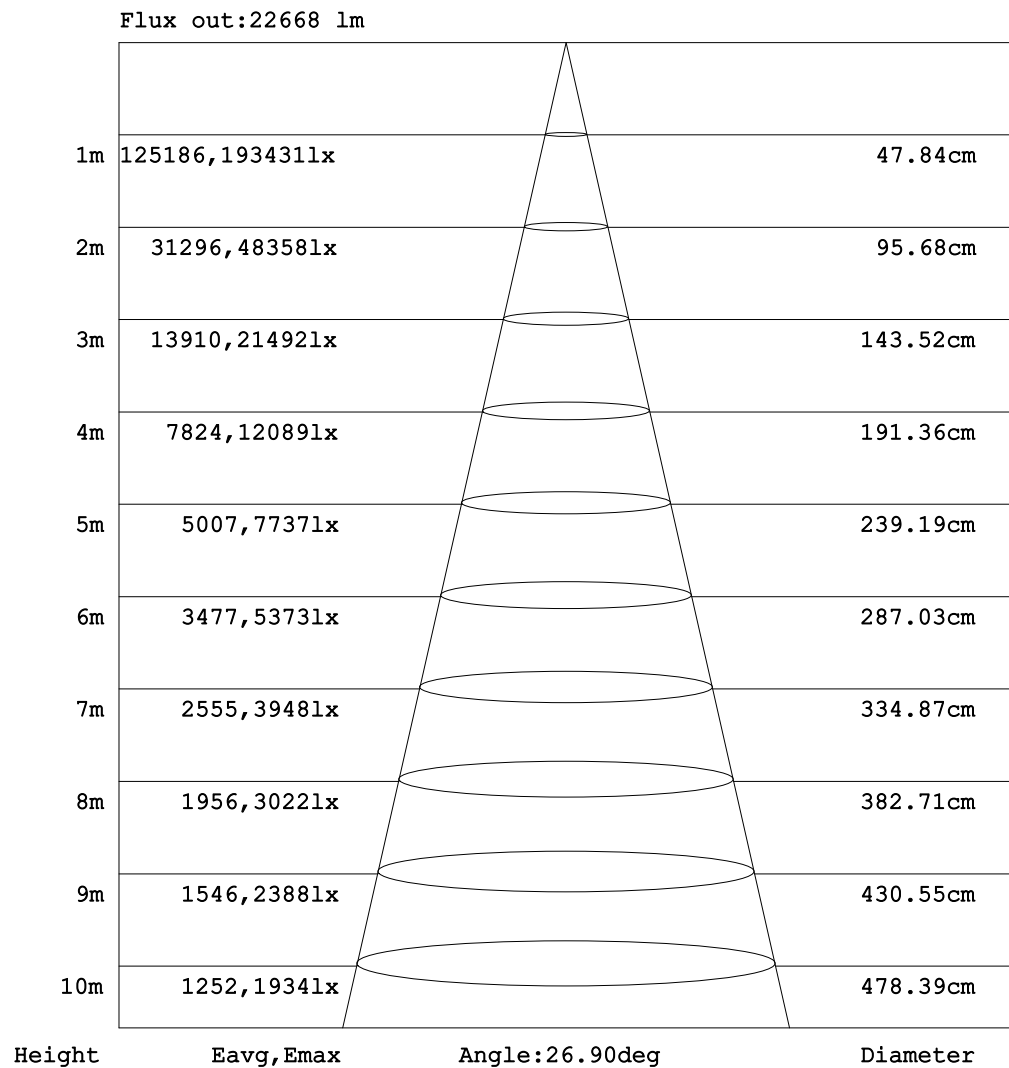 Flux out:22668 lm
1m 125186,193431lx 47.84cm
2m 31296,48358lx 95.68cm
3m 13910,21492lx 143.52cm
4m 7824,12089lx 191.36cm
5m 5007,7737lx 239.19cm
6m 3477,5373lx 287.03cm
7m 2555,3948lx 334.87cm
8m 1956,3022lx 382.71cm
9m 1546,2388lx 430.55cm
10m 1252,1934lx 478.39cm
Height Eavg,Emax Angle:26.90deg Diameter